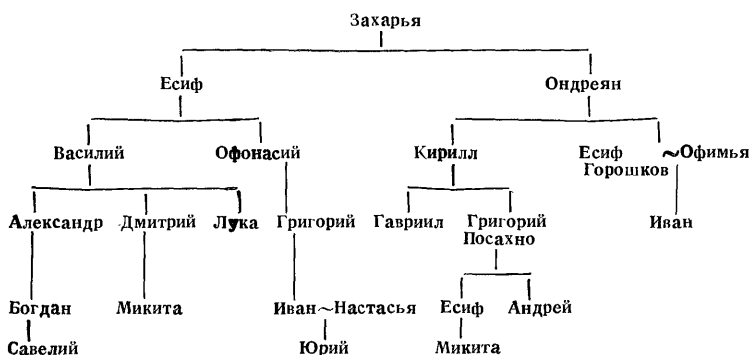 Захарья
Есиф Ондреян
Василий Офонасий Кирилл Есиф ~Офимья
Горошков
Александр Дмитрий Лука Григорий Гавриил Григорий Иван
Посахно
Богдан Микита Иван~Настасья Есиф Андрей
Савелий Юрий Микита